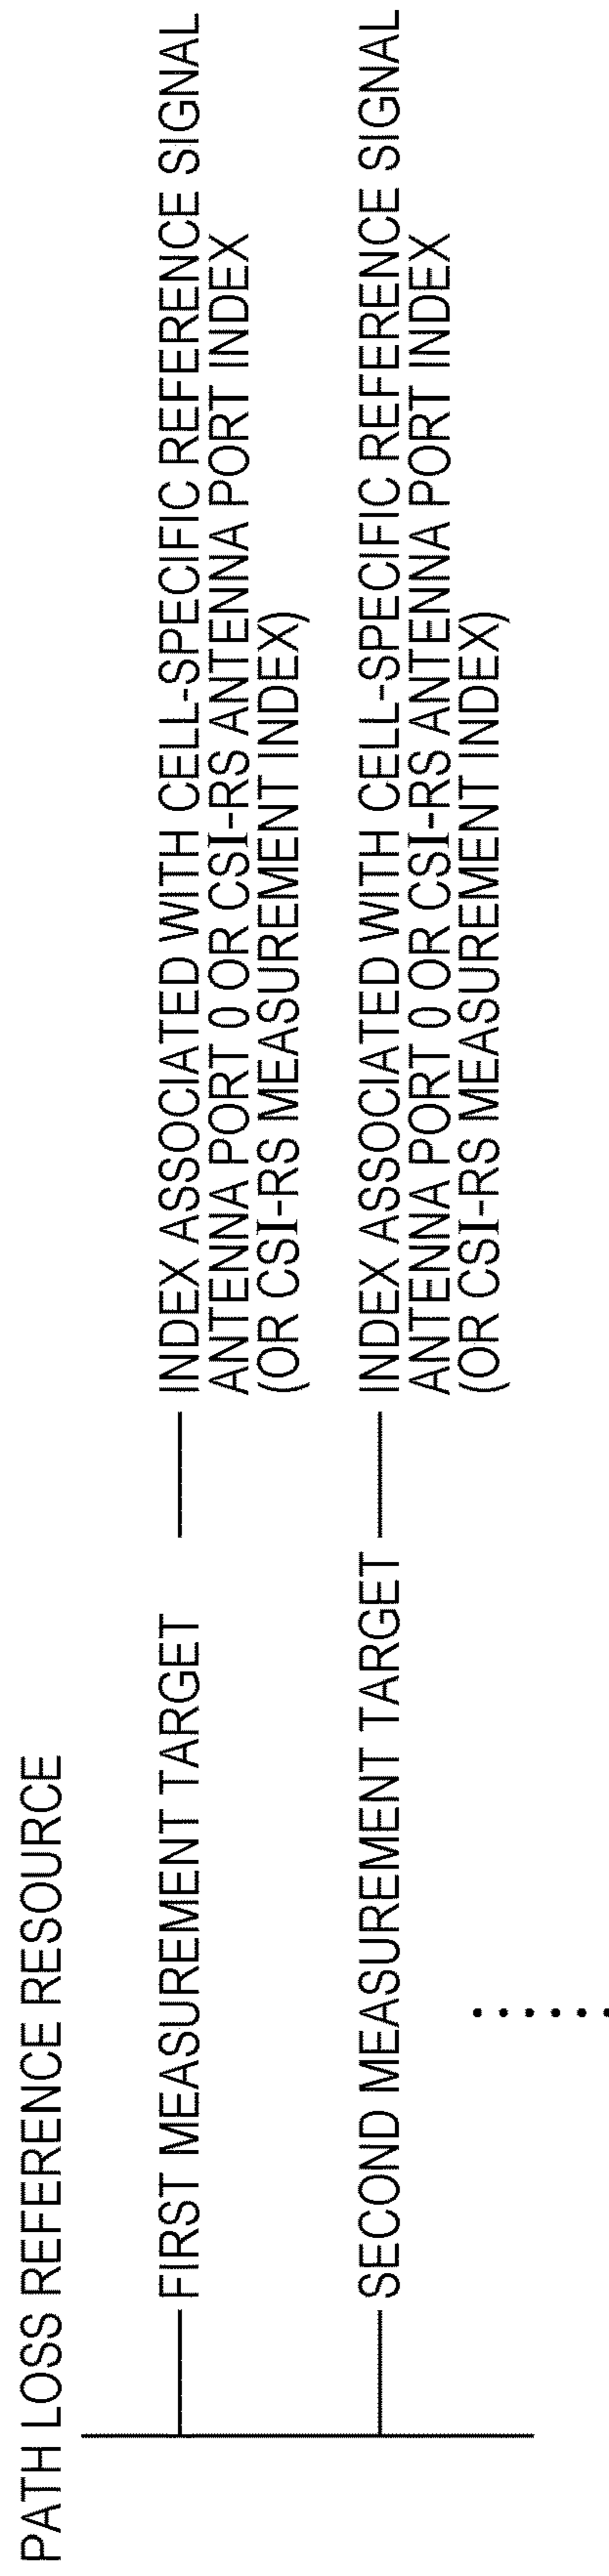 PATH LOSS REFERENCE RESOURCE
FIRST MEASUREMENT TARGET
INDEX ASSOCIATED WITH CELL-SPECIFIC REFERENCE SIGNAL
ANTENNA PORT 0 OR CSI-RS ANTENNA PORT INDEX
(OR CSI-RS MEASUREMENT INDEX)
SECOND MEASUREMENT TARGET
INDEX ASSOCIATED WITH CELL-SPECIFIC REFERENCE SIGNAL
ANTENNA PORT 0 OR CSI-RS ANTENNA PORT INDEX
(OR CSI-RS MEASUREMENT INDEX)